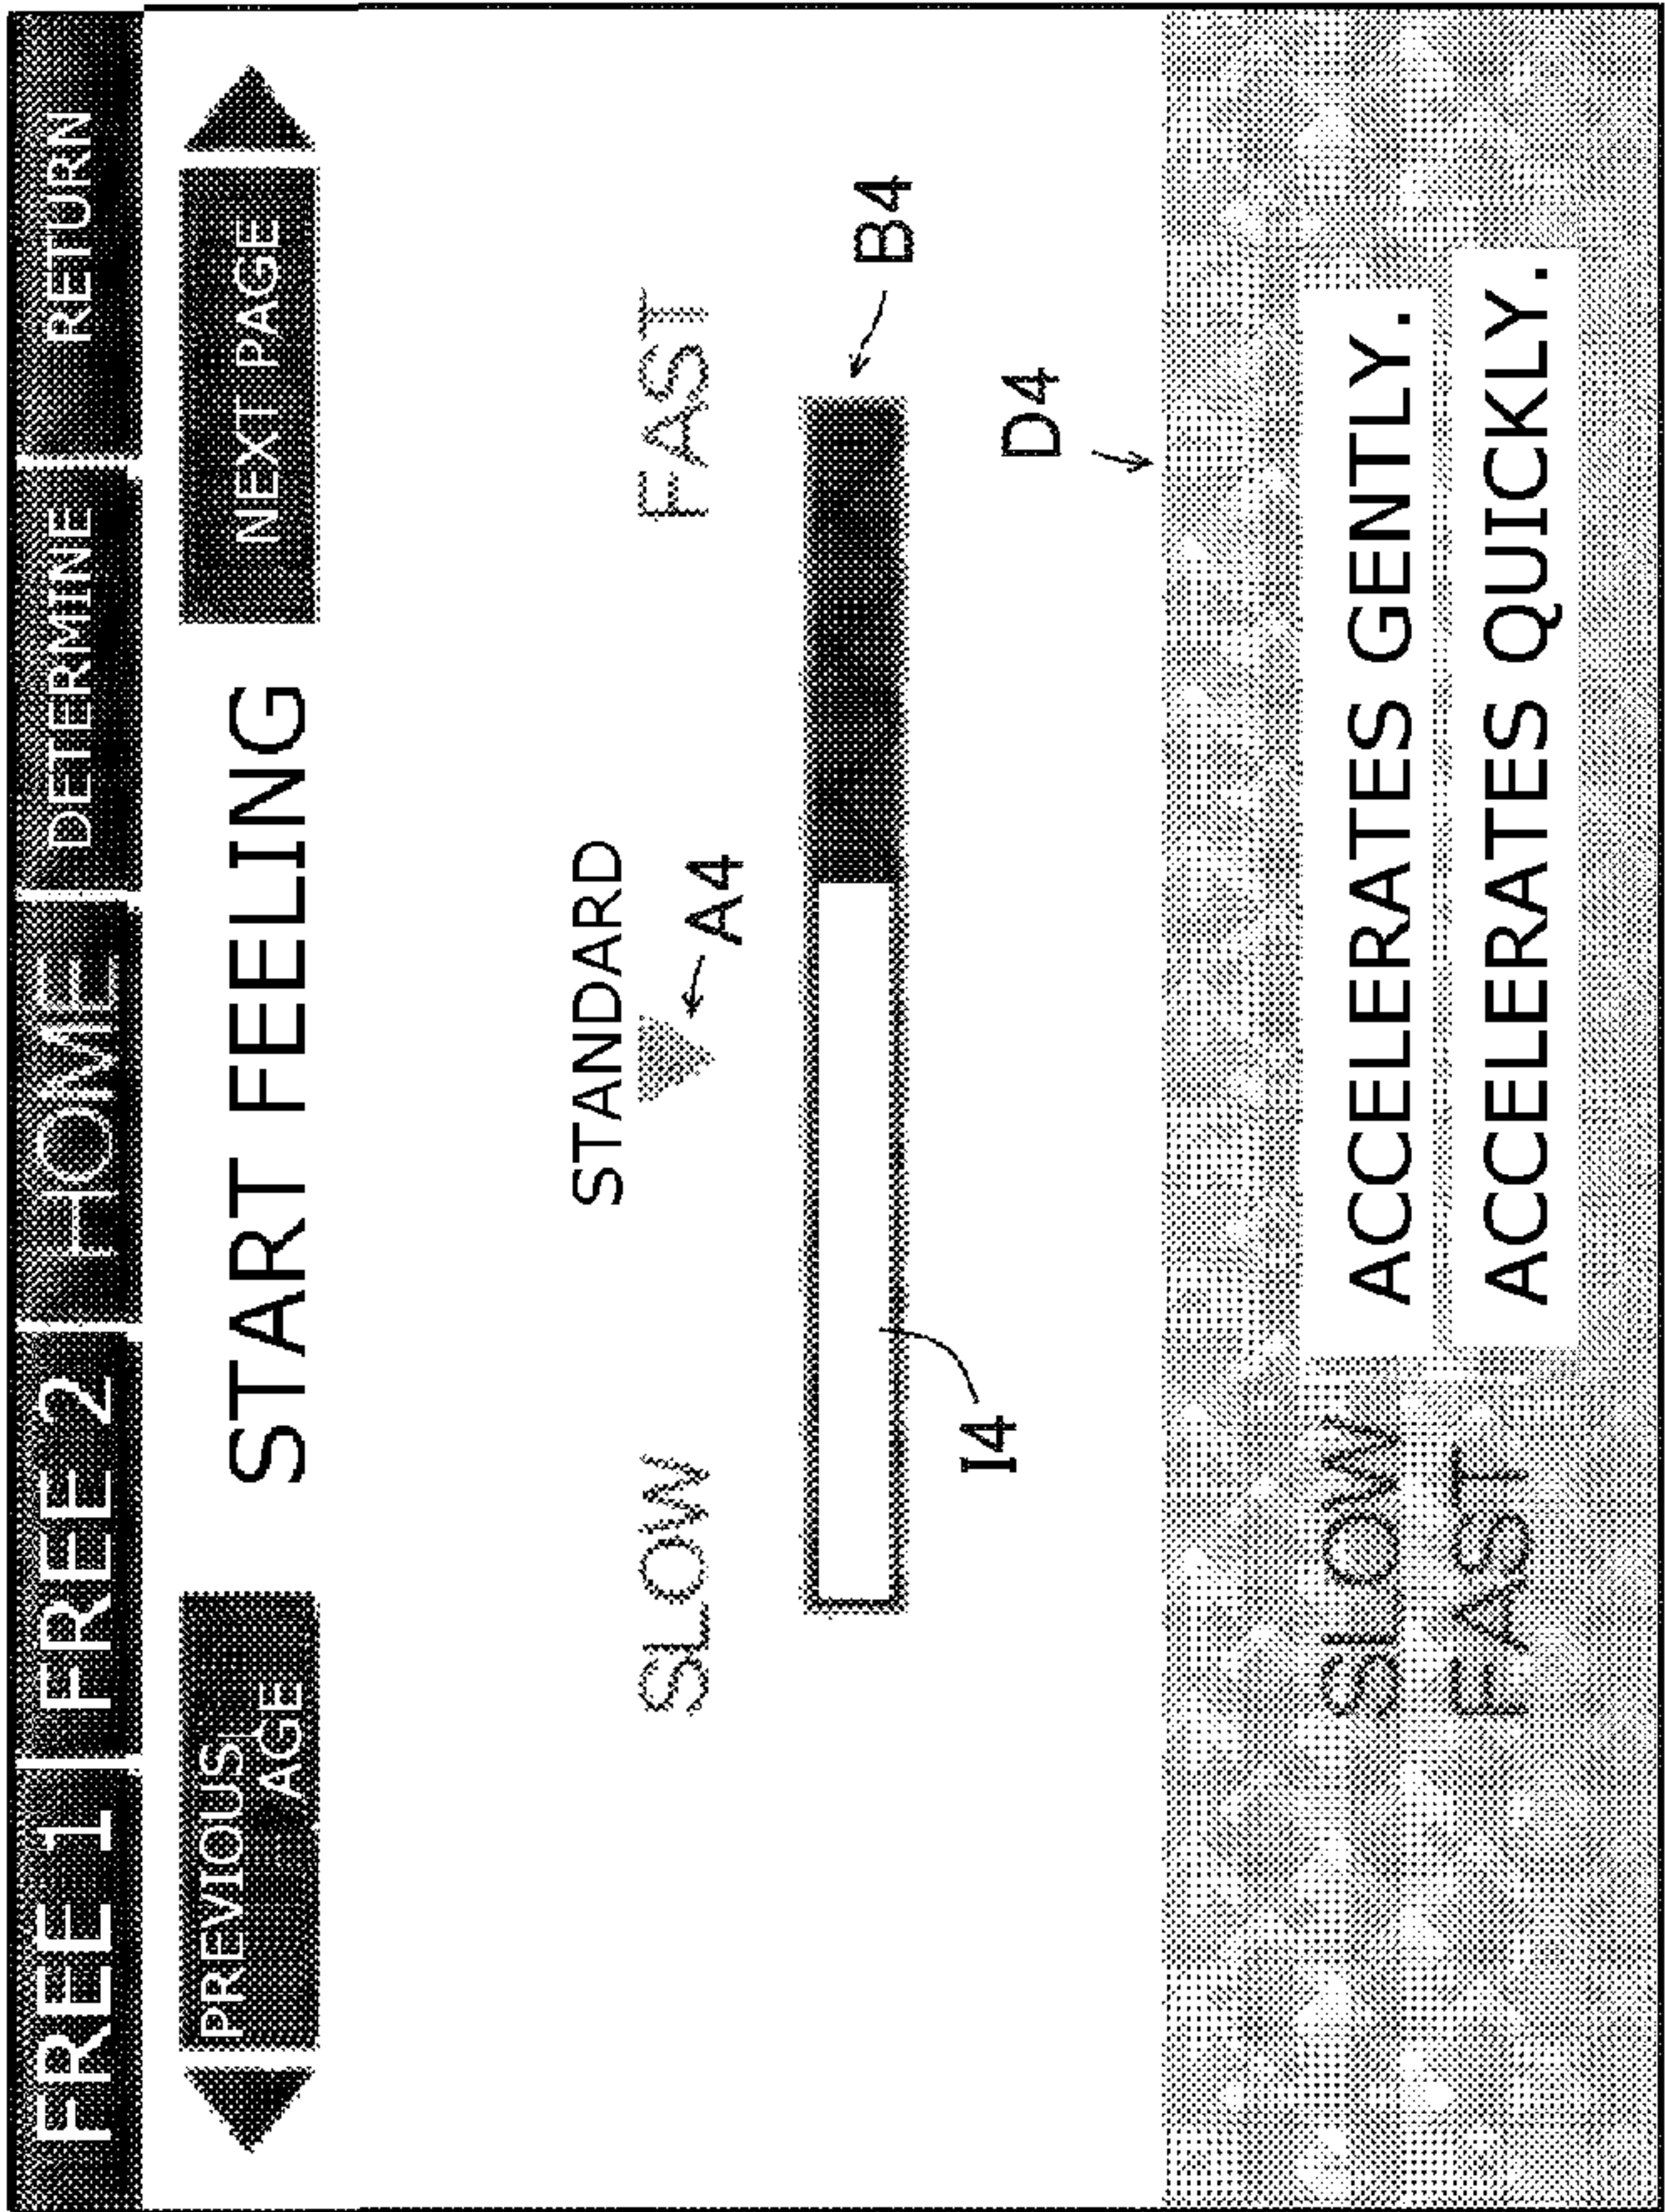 FREE 1 FREE 2 HOME DETERMINE RETURN
PREVIOUS
AGE
START FEELING
NEXT PAGE
STANDARD
SLOW
A4
FAST
B4
I4
D4
SLOW ACCELERATES GENTLY.
FAST ACCELERATES QUICKLY.